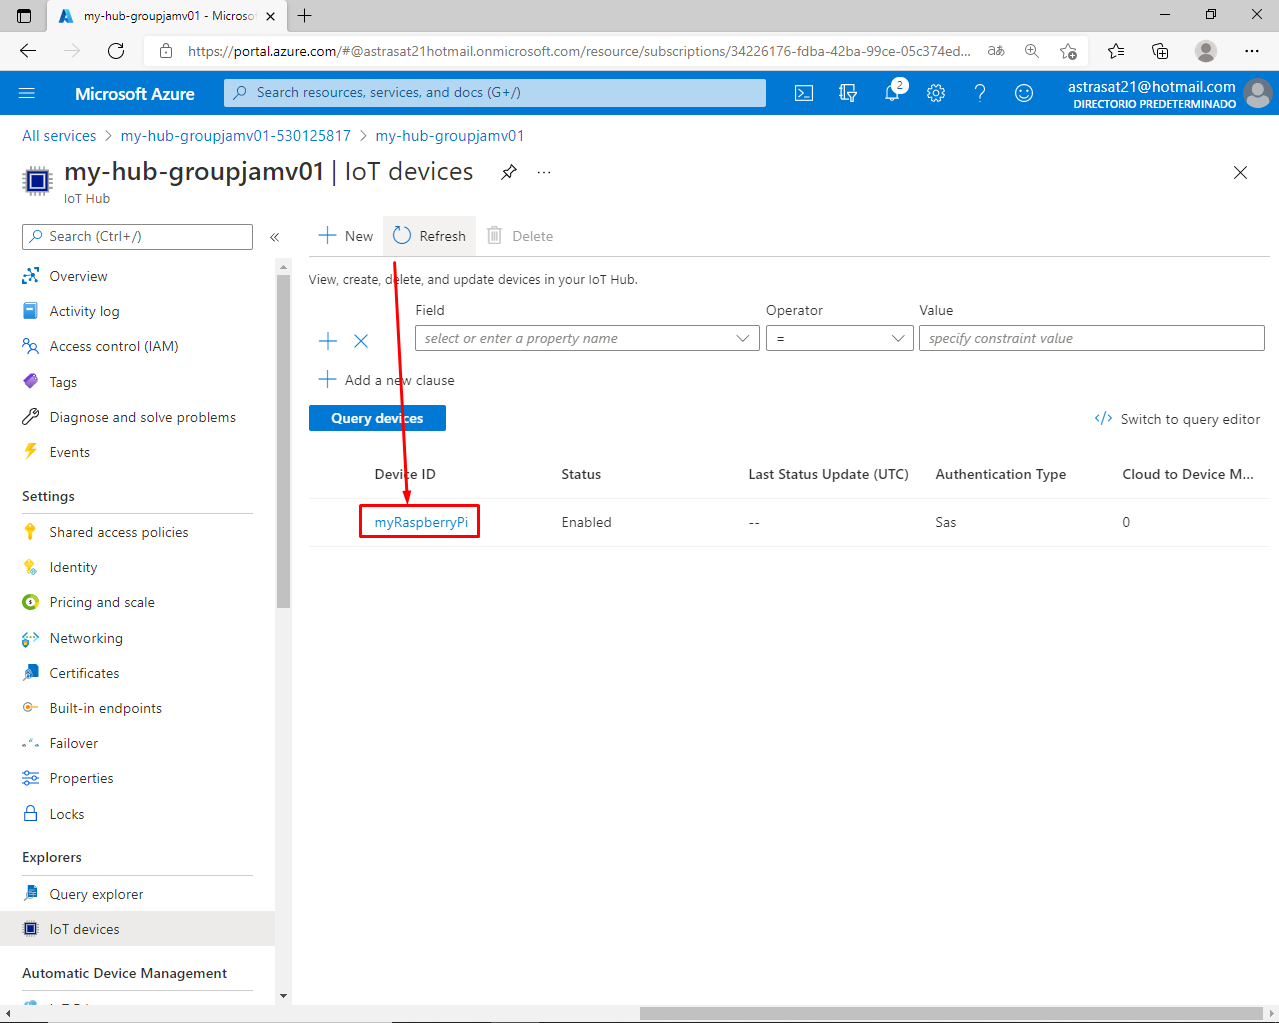 my-hub-groupjamv01 - Microso
https://portal.azure.com/#@astrasat21hotmail.onmicrosoft.com/resource/subscriptions/34226176-fdba-42ba-99ce-05c374ed...
aあ
Microsoft Azure
Search resources, services, and docs (G+/)
2
astrasat21@hotmail.com
DIRECTORIO PREDETERMINADO
All services > my-hub-groupjamv01-530125817 > my-hub-groupjamv01
my-hub-groupjamv01 | IoT devices
IoT Hub
Search (Ctrl+/)
«
Overview
Activity log
Access control (IAM)
Tags
Diagnose and solve problems
Events
Settings
Shared access policies
Identity
Pricing and scale
Networking
Certificates
Built-in endpoints
Failover
Properties
Locks
Explorers
Query explorer
IoT devices
Automatic Device Management
New Refresh Delete
View, create, delete, and update devices in your IoT Hub.
Field Operator Value
select or enter a property name = specify constraint value
Add a new clause
Query devices
Switch to query editor
Device ID Status Last Status Update (UTC) Authentication Type Cloud to Device M...
myRaspberryPi Enabled -- Sas 0